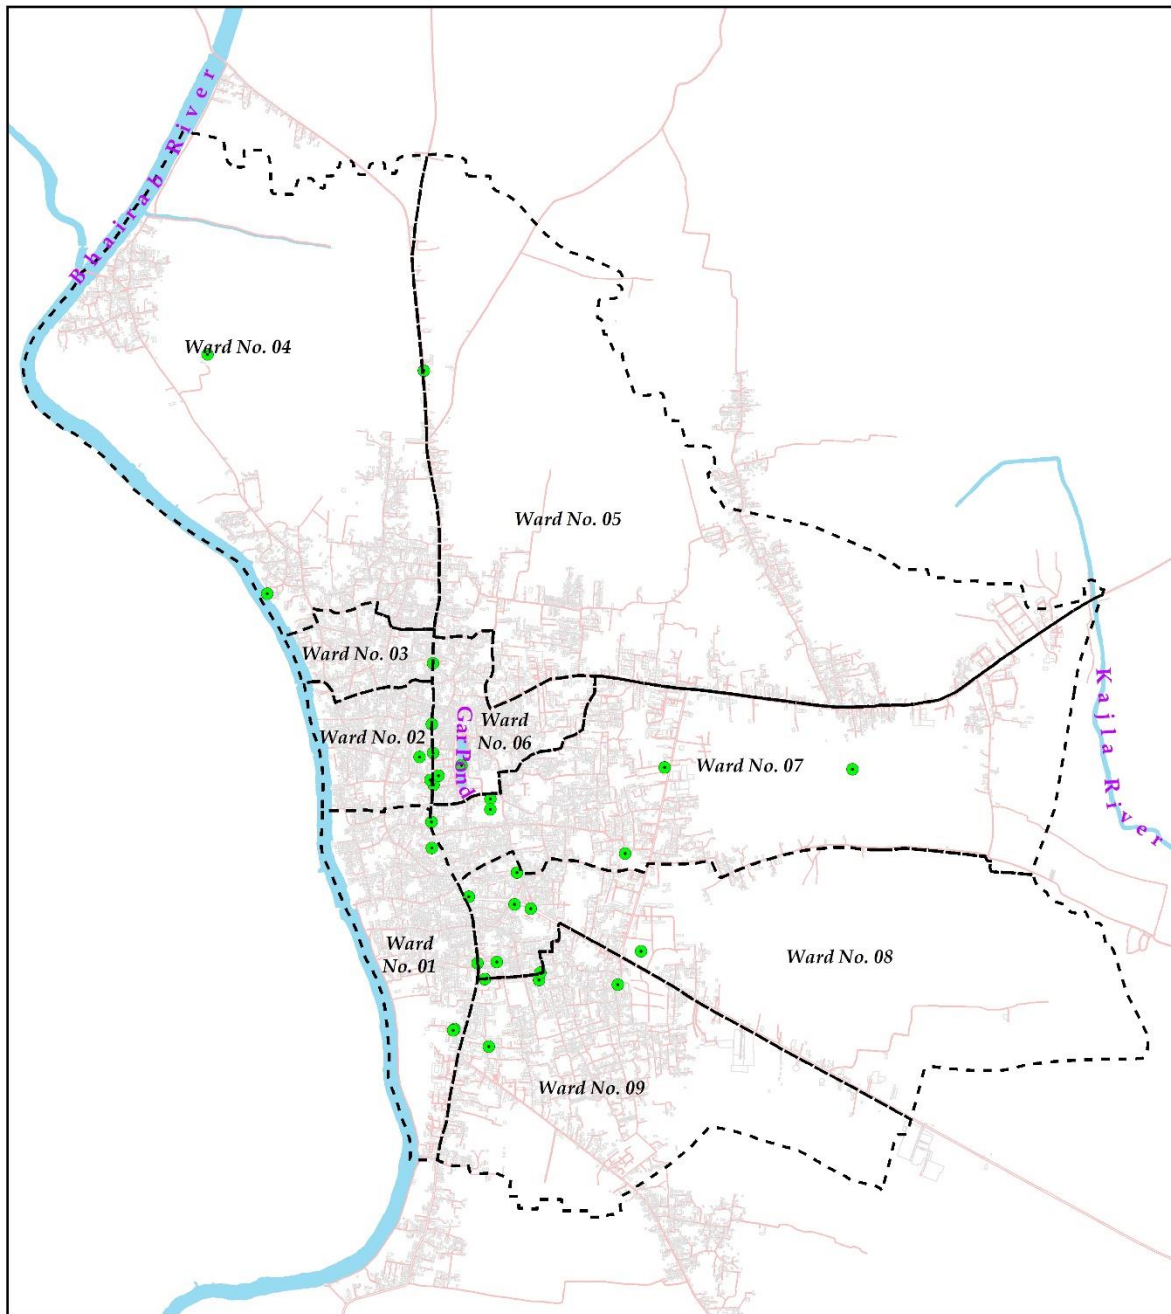 Bhairab River
Ward No. 04
Ward No. 05
Ward No. 03
Ward No. 02
Gar Pond
Ward
No. 06
Ward No. 07
Kajla River
Ward
No. 01
Ward No. 08
Ward No. 09